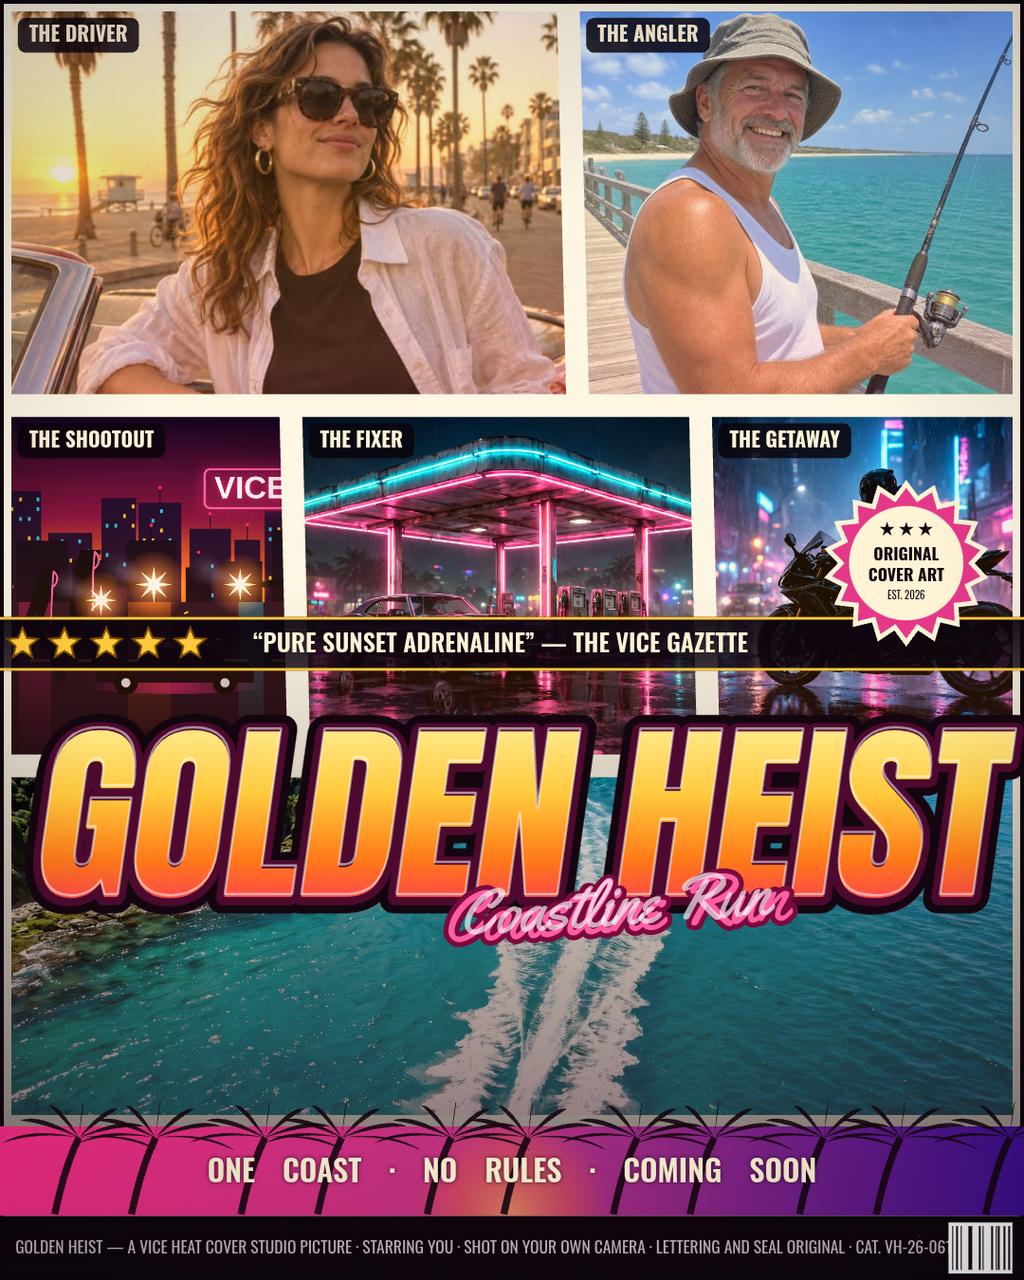 THE DRIVER
THE ANGLER
THE SHOOTOUT
THE FIXER
THE GETAWAY
VICE
★ ★ ★
ORIGINAL
COVER ART
EST. 2026
“PURE SUNSET ADRENALINE” — THE VICE GAZETTE
GOLDEN HEIST
Coastline Run
ONE COAST · NO RULES · COMING SOON
GOLDEN HEIST — A VICE HEAT COVER STUDIO PICTURE · STARRING YOU · SHOT ON YOUR OWN CAMERA · LETTERING AND SEAL ORIGINAL · CAT. VH-26-061